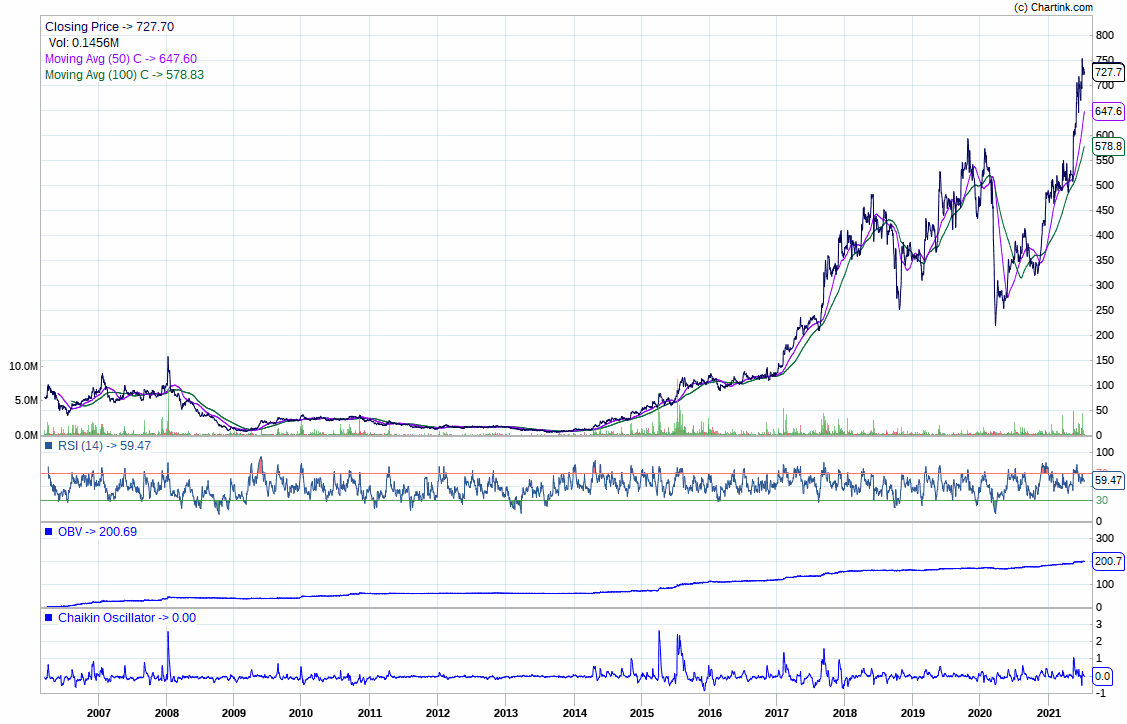 (c) Chartink.com
Closing Price -> 727.70
Vol: 0.1456M
Moving Avg (50) C -> 647.60
Moving Avg (100) C -> 578.83
800
750
727.7
700
647.6
600
578.8
550
500
450
400
350
300
250
200
150
100
50
0
10.0M
5.0M
0.0M
RSI (14) -> 59.47
100
70
59.47
30
0
OBV -> 200.69
300
200.7
100
0
Chaikin Oscillator -> 0.00
3
2
1
0.0
-1
2007 2008 2009 2010 2011 2012 2013 2014 2015 2016 2017 2018 2019 2020 2021